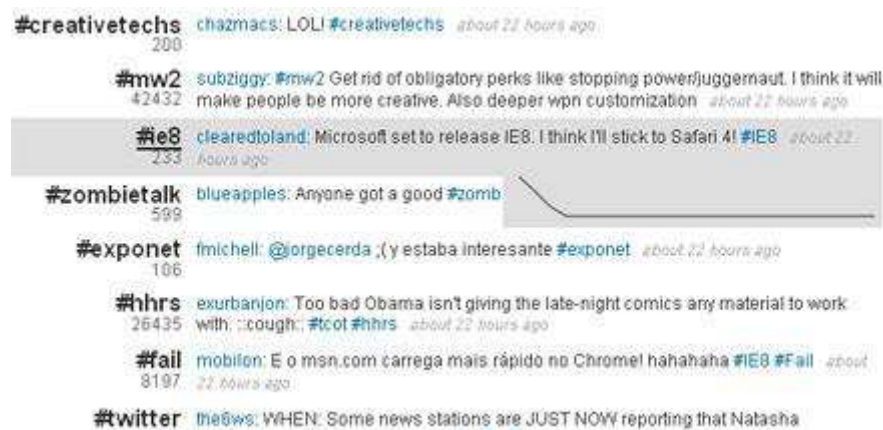 #creativetechs chazmacs: LOL! #creativetechs about 22 hours ago
200
#mw2 subziggy: #mw2 Get rid of obligatory perks like stopping power/juggernaut. I think it will
42432 make people be more creative. Also deeper wpn customization about 22 hours ago
#ie8 clearedtoland: Microsoft set to release IE8. I think I'll stick to Safari 4! #IE8 about 22
233 hours ago
#zombietalk blueapples: Anyone got a good #zomb
599
#exponet fmichell: @jorgecerda ;( y estaba interesante #exponet about 22 hours ago
106
#hhrs exurbanjon: Too bad Obama isn't giving the late-night comics any material to work
26435 with. ::cough:: #tcot #hhrs about 22 hours ago
#fail mobilon: E o msn.com carrega mais rápido no Chrome! hahahaha #IE8 #Fail about
8197 22 hours ago
#twitter the6ws: WHEN: Some news stations are JUST NOW reporting that Natasha